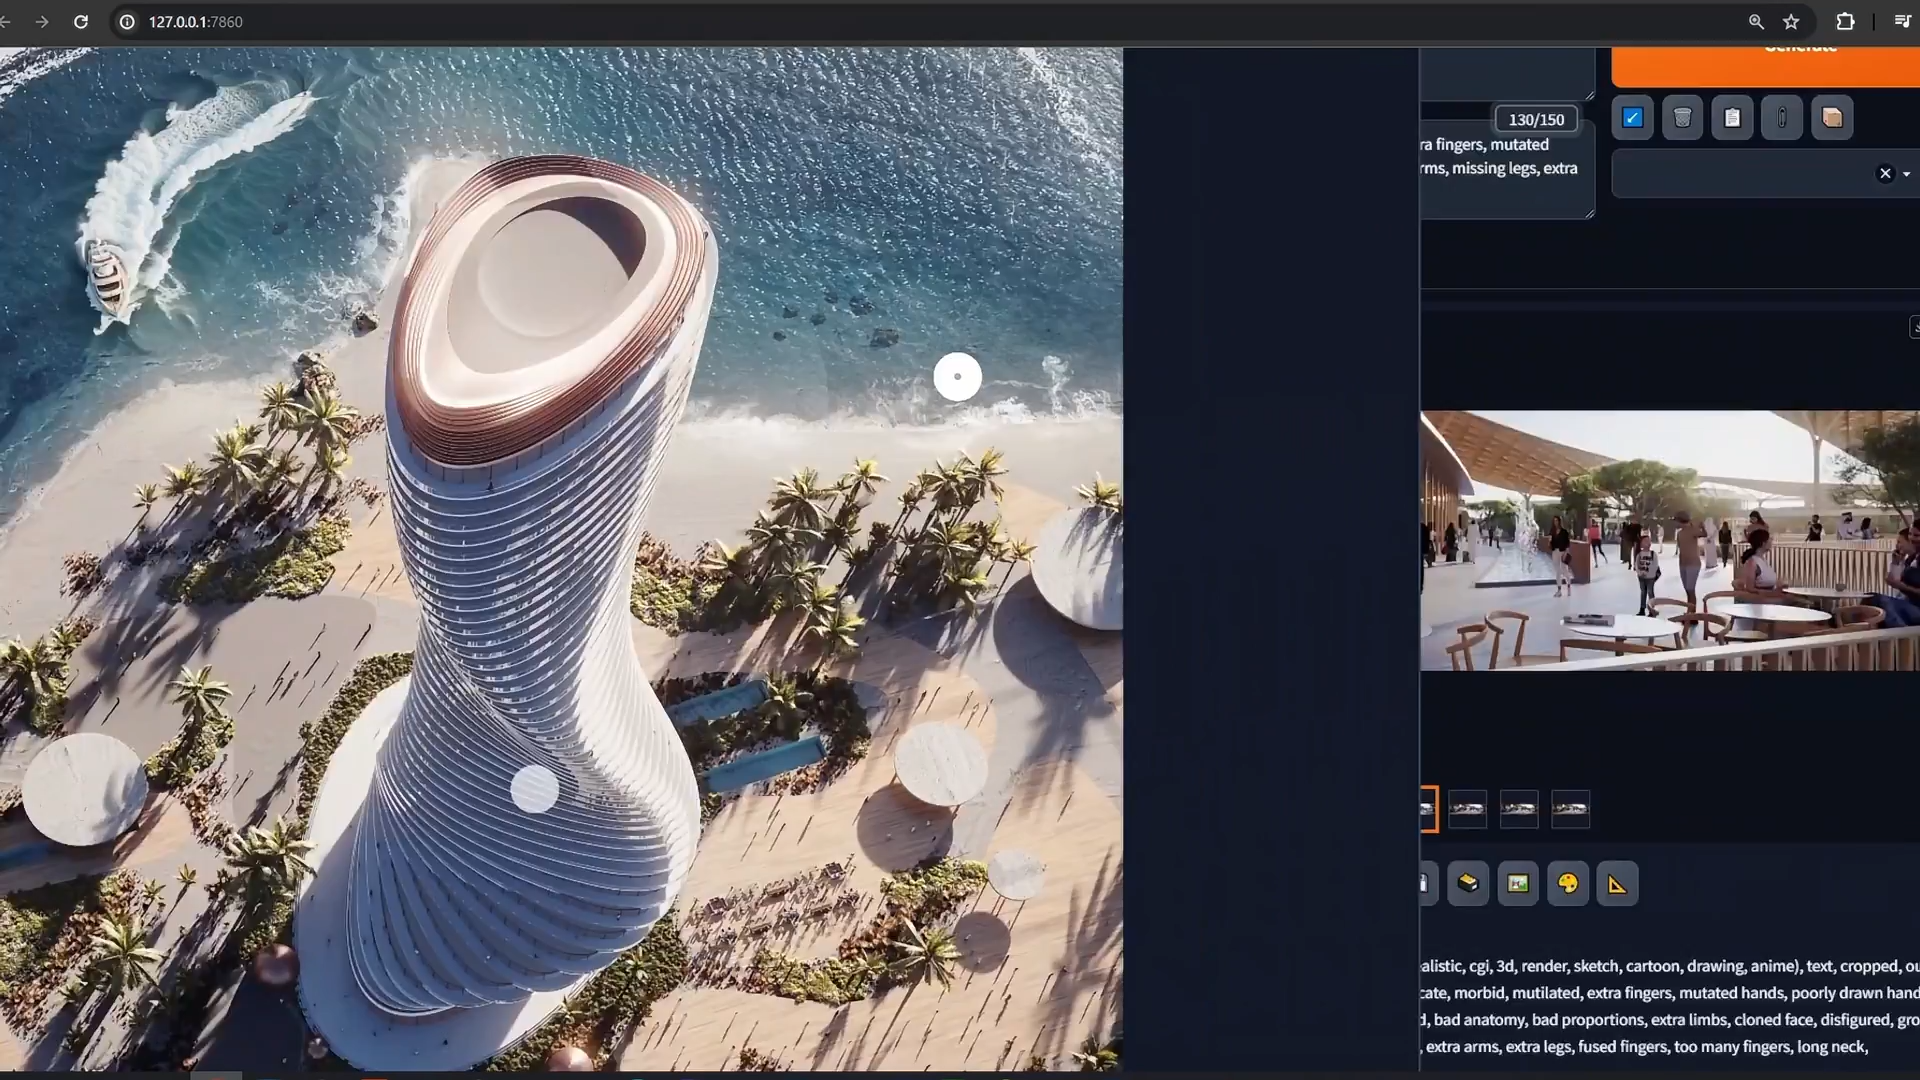 127.0.0.1:7860
Generate
130/150
ra fingers, mutated
rms, missing legs, extra
alistic, cgi, 3d, render, sketch, cartoon, drawing, anime), text, cropped, ou
cate, morbid, mutilated, extra fingers, mutated hands, poorly drawn hand
d, bad anatomy, bad proportions, extra limbs, cloned face, disfigured, gro
, extra arms, extra legs, fused fingers, too many fingers, long neck,